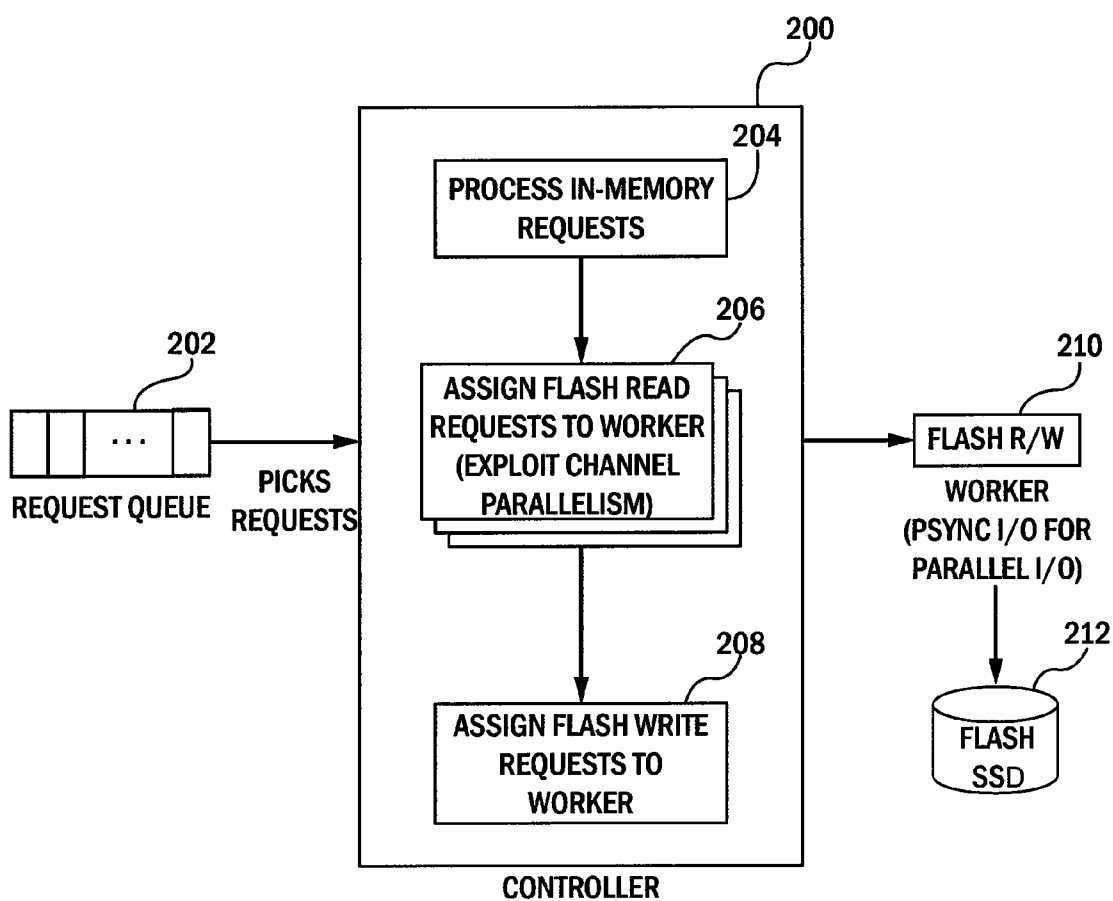 200
204
PROCESS IN-MEMORY
REQUESTS
206
202
ASSIGN FLASH READ
REQUESTS TO WORKER
(EXPLOIT CHANNEL
PARALLELISM)
210
...
FLASH R/W
REQUEST QUEUE
PICKS
REQUESTS
WORKER
(PSYNC I/O FOR
PARALLEL I/O)
208
212
ASSIGN FLASH WRITE
REQUESTS TO
WORKER
FLASH
SSD
CONTROLLER